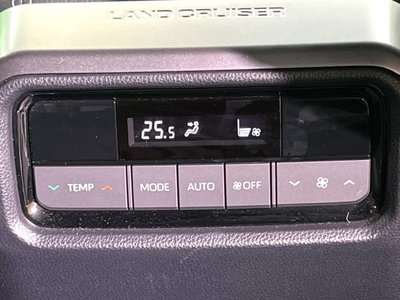 LAND CRUISER
25.5
TEMP MODE AUTO OFF